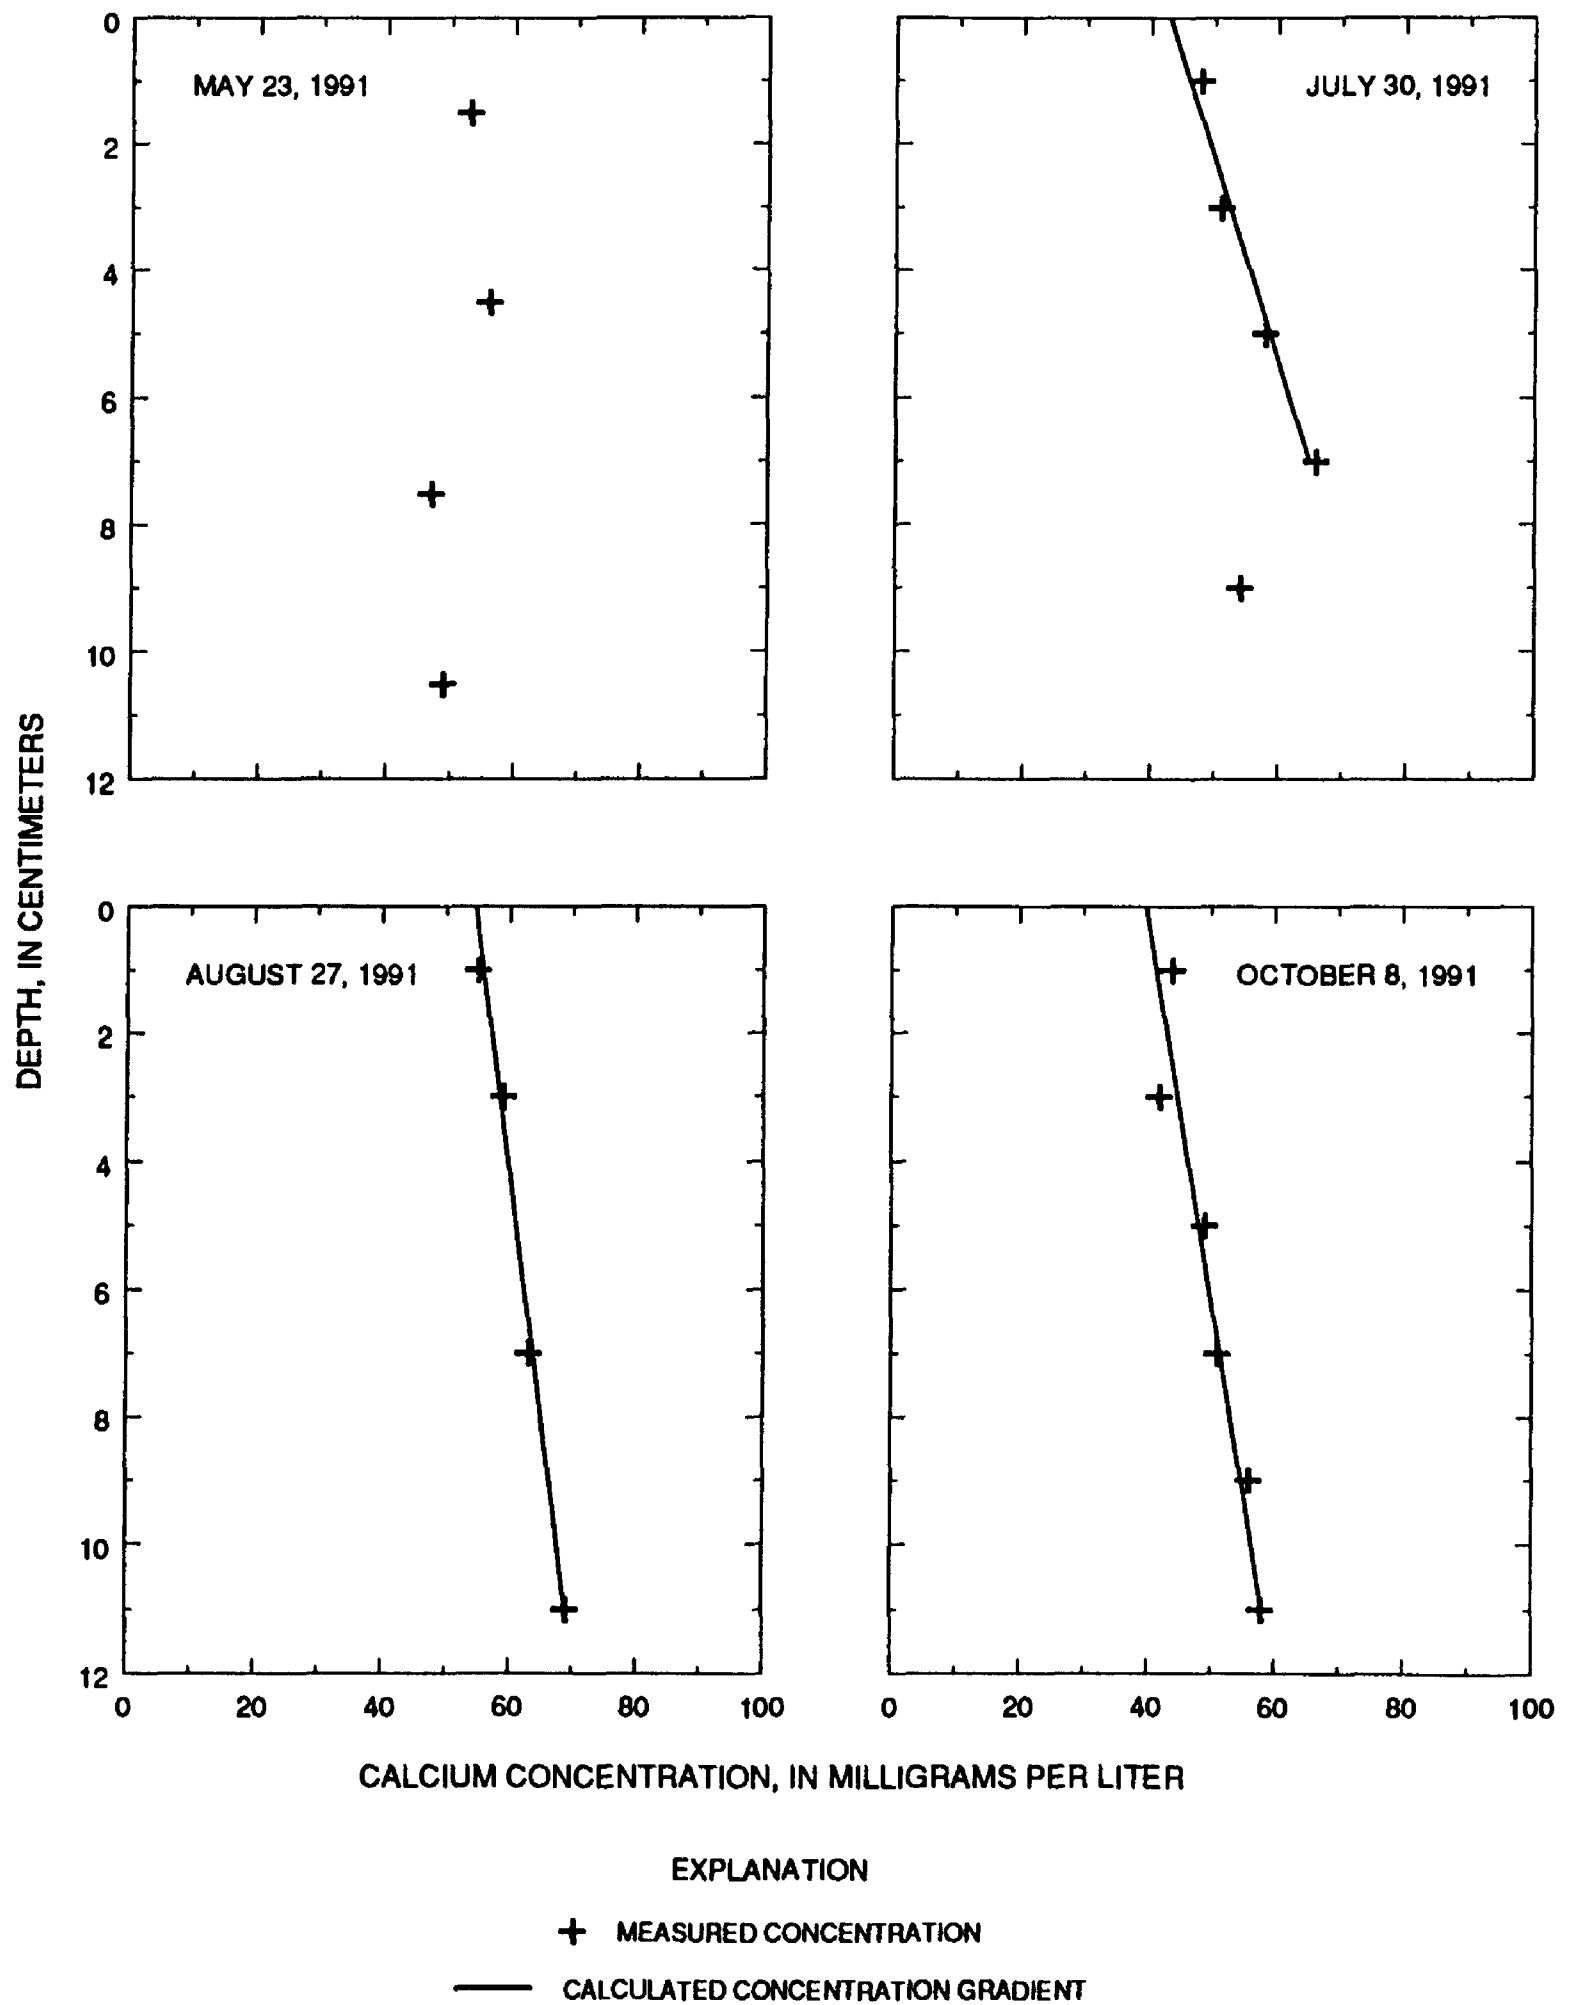 0
2
4
6
8
10
12
MAY 23, 1991
JULY 30, 1991
DEPTH, IN CENTIMETERS
0
2
4
6
8
10
12
AUGUST 27, 1991
OCTOBER 8, 1991
0 20 40 60 80 100
0 20 40 60 80 100
CALCIUM CONCENTRATION, IN MILLIGRAMS PER LITER
EXPLANATION
MEASURED CONCENTRATION
CALCULATED CONCENTRATION GRADIENT